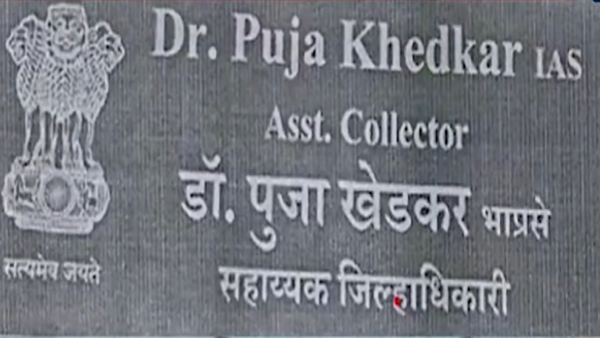 Dr. Puja Khedkar IAS
Asst. Collector
डॉ. पुजा खेडकर भाप्रसे
सहाय्यक जिल्हाधिकारी
सत्यमेव जयते